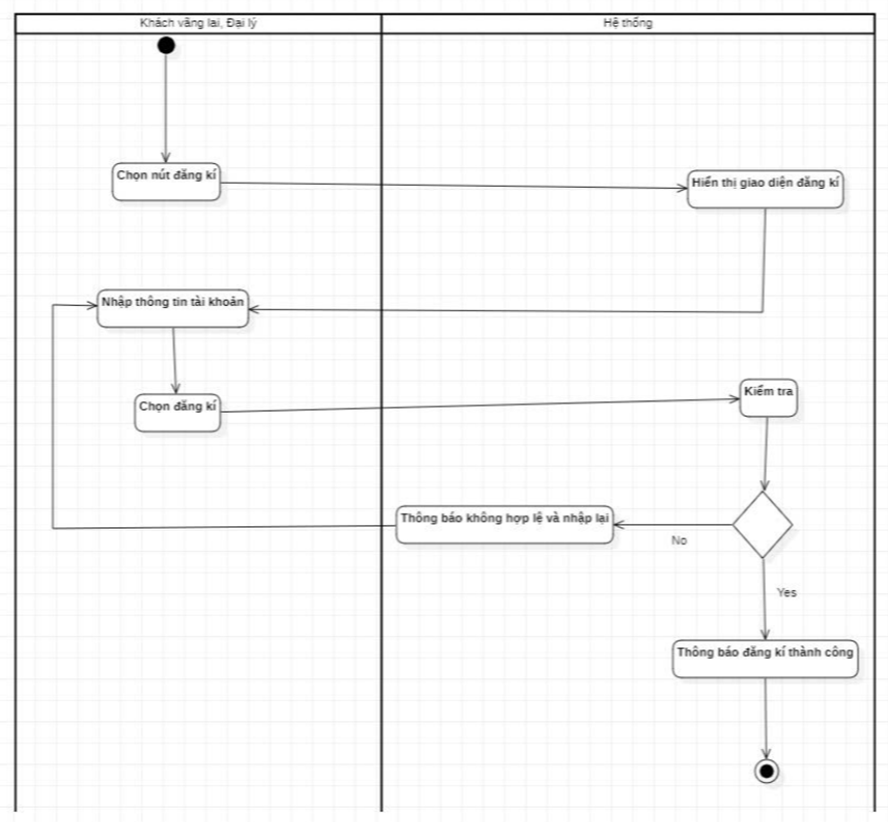 Khách vãng lai, Đại lý
Hệ thống
Chọn nút đăng kí
Hiển thị giao diện đăng kí
Nhập thông tin tài khoản
Chọn đăng kí
Kiểm tra
Thông báo không hợp lệ và nhập lại
No
Yes
Thông báo đăng kí thành công